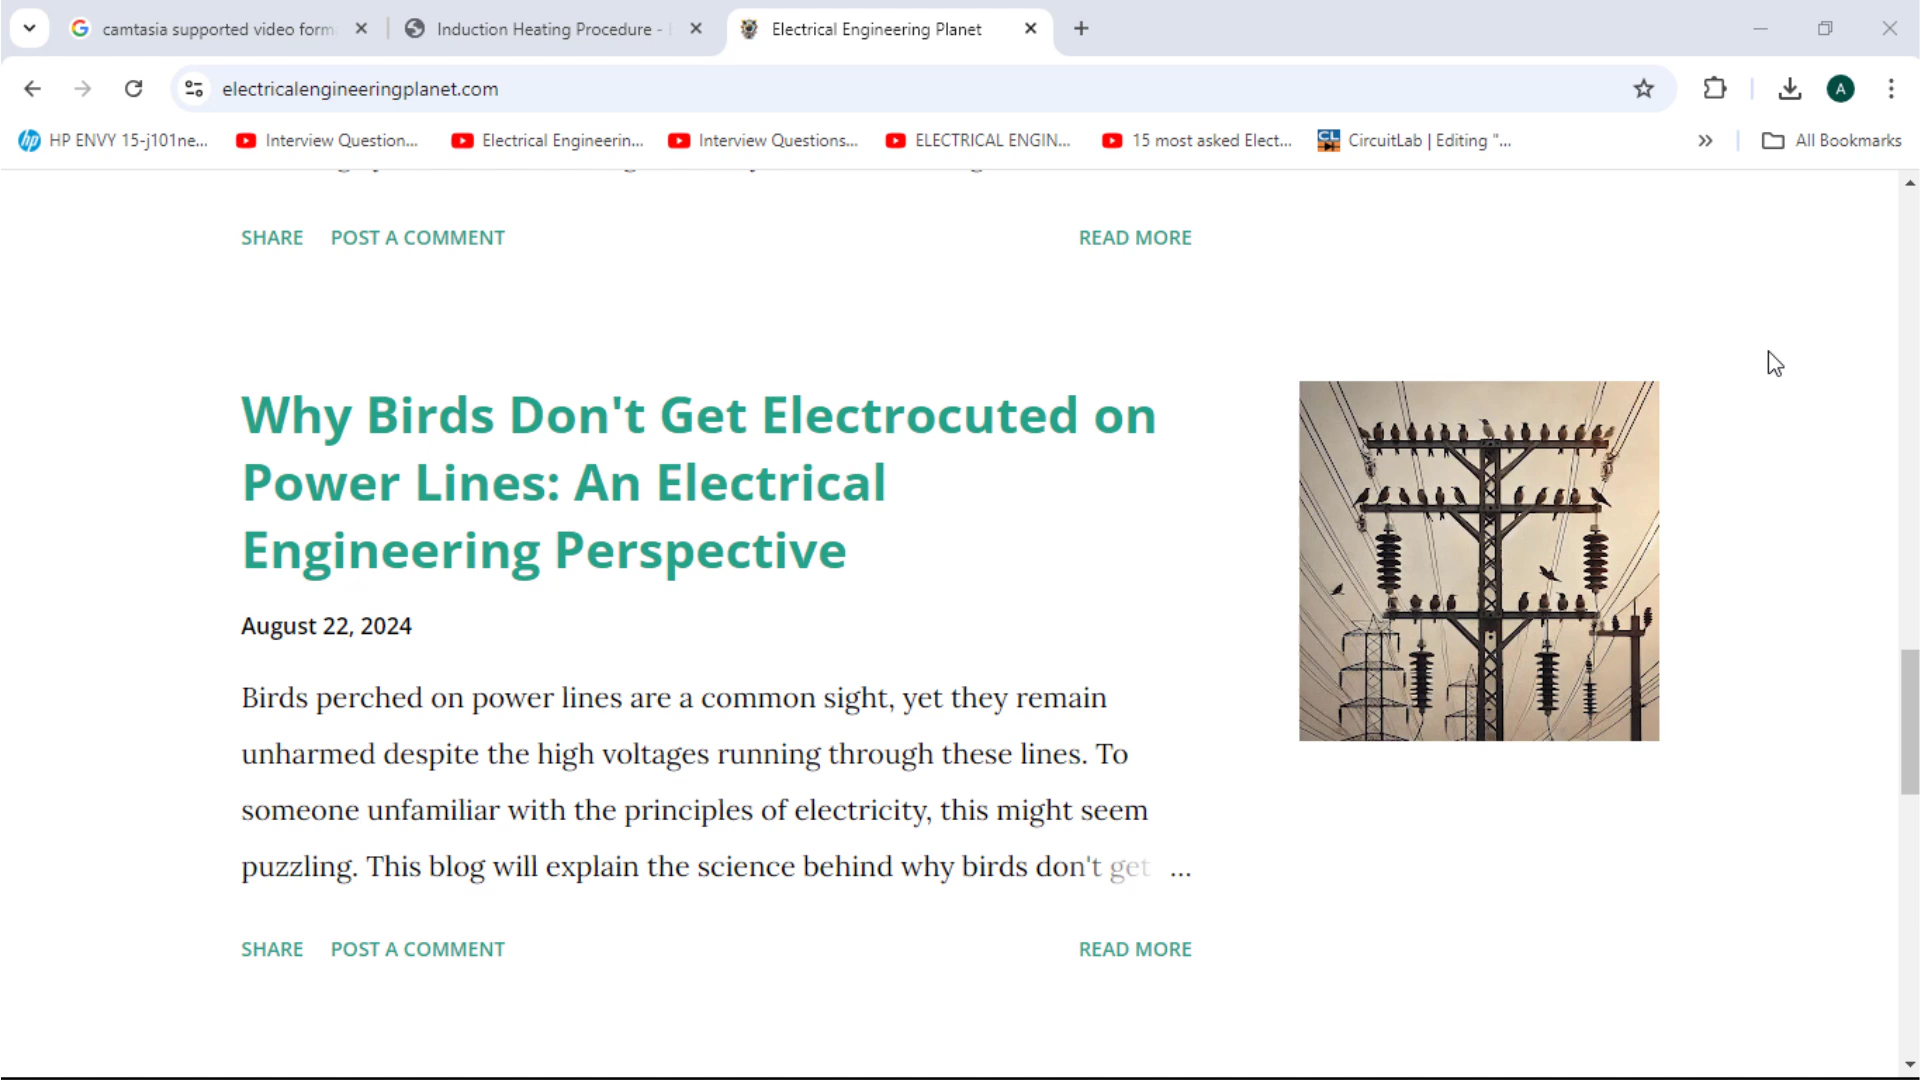 camtasia supported video form
Induction Heating Procedure -
Electrical Engineering Planet
electricalengineeringplanet.com
A
HP ENVY 15-j101ne...
Interview Question...
Electrical Engineerin...
Interview Questions...
ELECTRICAL ENGIN...
15 most asked Elect...
CircuitLab | Editing "...
All Bookmarks
SHARE POST A COMMENT READ MORE
Why Birds Don't Get Electrocuted on
Power Lines: An Electrical
Engineering Perspective
August 22, 2024
Birds perched on power lines are a common sight, yet they remain
unharmed despite the high voltages running through these lines. To
someone unfamiliar with the principles of electricity, this might seem
puzzling. This blog will explain the science behind why birds don't get ...
SHARE POST A COMMENT READ MORE